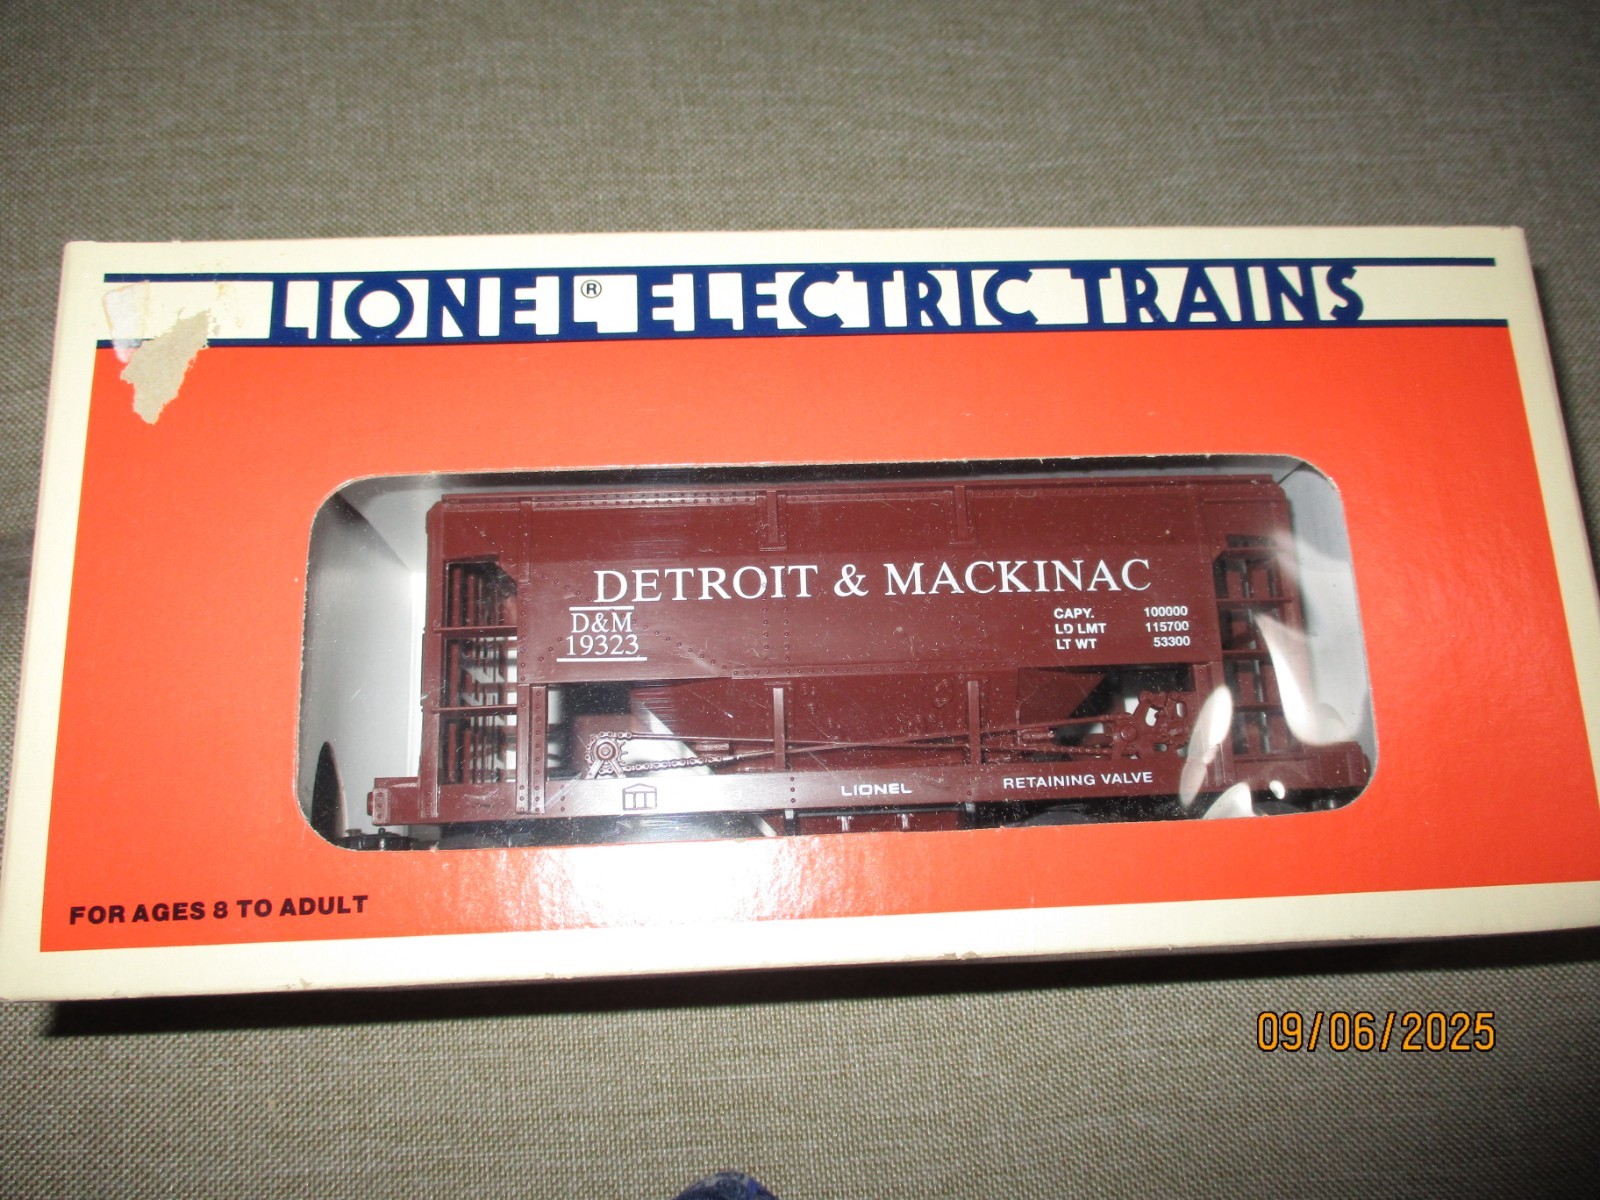 LIONEL® ELECTRIC TRAINS
DETROIT & MACKINAC
D&M
19323
CAPY. 100000
LD LMT 115700
LT WT 53300
LIONEL
RETAINING VALVE
FOR AGES 8 TO ADULT
09/06/2025